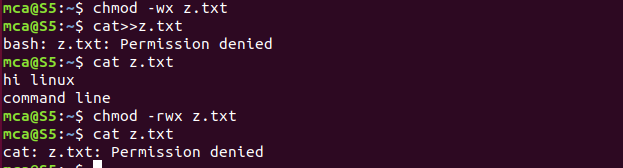 mca@S5:~$ chmod -wx z.txt
mca@S5:~$ cat>>z.txt
bash: z.txt: Permission denied
mca@S5:~$ cat z.txt
hi linux
command line
mca@S5:~$ chmod -rwx z.txt
mca@S5:~$ cat z.txt
cat: z.txt: Permission denied
mca@S5:~$